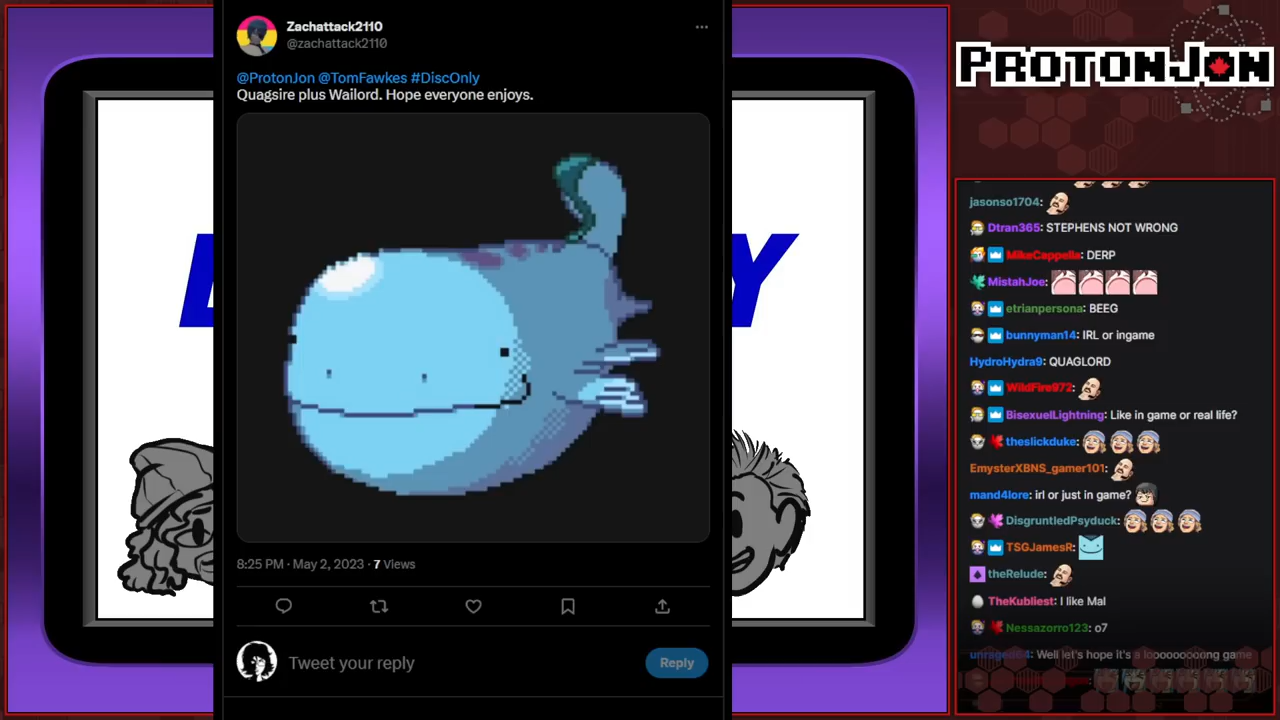 Zachattack2110
@zachattack2110
@ProtonJon @TomFawkes #DiscOnly
Quagsire plus Wailord. Hope everyone enjoys.
8:25 PM · May 2, 2023 · 7 Views
Tweet your reply
Reply
Y
PROTONJON
jasonso1704:
Dtran365: STEPHENS NOT WRONG
MikeCappella: DERP
MistahJoe:
etrianpersona: BEEG
bunnyman14: IRL or ingame
HydroHydra9: QUAGLORD
WildFire972:
BisexuelLightning: Like in game or real life?
theslickduke:
EmysterXBNS_gamer101:
mand4lore: irl or just in game?
DisgruntledPsyduck:
TSGJamesR:
theRelude:
TheKubliest: I like Mal
Nessazorro123: o7
unraged64: Well let's hope it's a looooooooong game